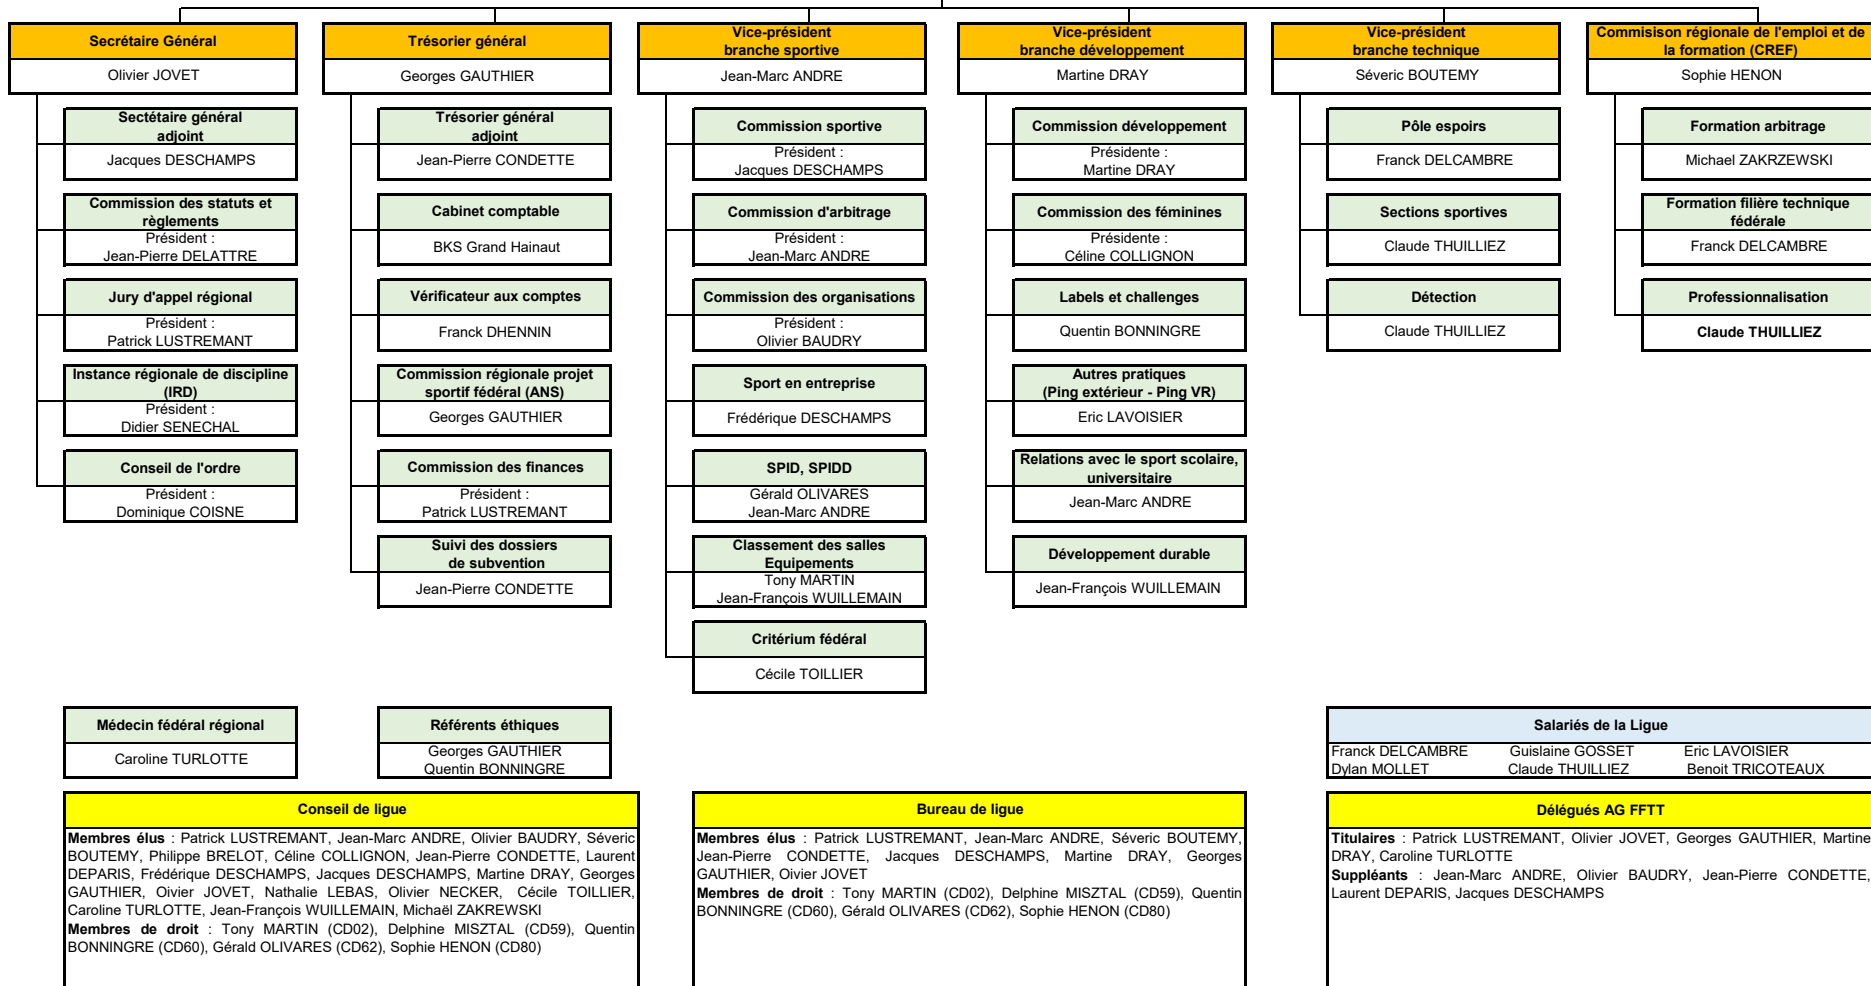 Secrétaire Général
Olivier JOVET
Sectétaire général
adjoint
Jacques DESCHAMPS
Commission des statuts et
règlements
Président :
Jean-Pierre DELATTRE
Jury d'appel régional
Président :
Patrick LUSTREMANT
Instance régionale de discipline
(IRD)
Président :
Didier SENECHAL
Conseil de l'ordre
Président :
Dominique COISNE
Trésorier général
Georges GAUTHIER
Trésorier général
adjoint
Jean-Pierre CONDETTE
Cabinet comptable
BKS Grand Hainaut
Vérificateur aux comptes
Franck DHENNIN
Commission régionale projet
sportif fédéral (ANS)
Georges GAUTHIER
Commission des finances
Président :
Patrick LUSTREMANT
Suivi des dossiers
de subvention
Jean-Pierre CONDETTE
Vice-président
branche sportive
Jean-Marc ANDRE
Commission sportive
Président :
Jacques DESCHAMPS
Commission d'arbitrage
Président :
Jean-Marc ANDRE
Commission des organisations
Président :
Olivier BAUDRY
Sport en entreprise
Frédérique DESCHAMPS
SPID, SPIDD
Gérald OLIVARES
Jean-Marc ANDRE
Classement des salles
Equipements
Tony MARTIN
Jean-François WUILLEMAIN
Critérium fédéral
Cécile TOILLIER
Vice-président
branche développement
Martine DRAY
Commission développement
Présidente :
Martine DRAY
Commission des féminines
Présidente :
Céline COLLIGNON
Labels et challenges
Quentin BONNINGRE
Autres pratiques
(Ping extérieur - Ping VR)
Eric LAVOISIER
Relations avec le sport scolaire,
universitaire
Jean-Marc ANDRE
Développement durable
Jean-François WUILLEMAIN
Vice-président
branche technique
Séveric BOUTEMY
Pôle espoirs
Franck DELCAMBRE
Sections sportives
Claude THUILLIEZ
Détection
Claude THUILLIEZ
Commisison régionale de l'emploi et de
la formation (CREF)
Sophie HENON
Formation arbitrage
Michael ZAKRZEWSKI
Formation filière technique
fédérale
Franck DELCAMBRE
Professionnalisation
Claude THUILLIEZ
Médecin fédéral régional
Caroline TURLOTTE
Référents éthiques
Georges GAUTHIER
Quentin BONNINGRE
Salariés de la Ligue
Franck DELCAMBRE Guislaine GOSSET Eric LAVOISIER
Dylan MOLLET Claude THUILLIEZ Benoit TRICOTEAUX
Conseil de ligue
Membres élus : Patrick LUSTREMANT, Jean-Marc ANDRE, Olivier BAUDRY, Séveric
BOUTEMY, Philippe BRELOT, Céline COLLIGNON, Jean-Pierre CONDETTE, Laurent
DEPARIS, Frédérique DESCHAMPS, Jacques DESCHAMPS, Martine DRAY, Georges
GAUTHIER, Oivier JOVET, Nathalie LEBAS, Olivier NECKER, Cécile TOILLIER,
Caroline TURLOTTE, Jean-François WUILLEMAIN, Michaël ZAKREWSKI
Membres de droit : Tony MARTIN (CD02), Delphine MISZTAL (CD59), Quentin
BONNINGRE (CD60), Gérald OLIVARES (CD62), Sophie HENON (CD80)
Bureau de ligue
Membres élus : Patrick LUSTREMANT, Jean-Marc ANDRE, Séveric BOUTEMY,
Jean-Pierre CONDETTE, Jacques DESCHAMPS, Martine DRAY, Georges
GAUTHIER, Oivier JOVET
Membres de droit : Tony MARTIN (CD02), Delphine MISZTAL (CD59), Quentin
BONNINGRE (CD60), Gérald OLIVARES (CD62), Sophie HENON (CD80)
Délégués AG FFTT
Titulaires : Patrick LUSTREMANT, Olivier JOVET, Georges GAUTHIER, Martine
DRAY, Caroline TURLOTTE
Suppléants : Jean-Marc ANDRE, Olivier BAUDRY, Jean-Pierre CONDETTE,
Laurent DEPARIS, Jacques DESCHAMPS